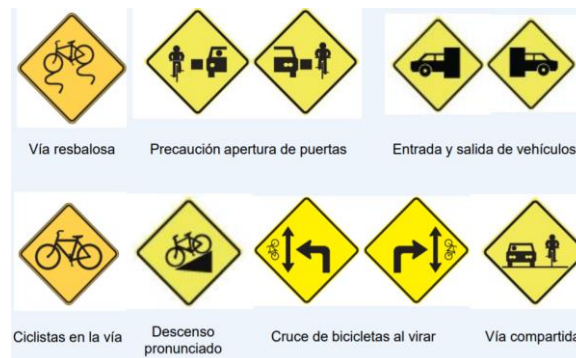 Vía resbalosa
Precaución apertura de puertas
Entrada y salida de vehículos
Ciclistas en la vía
Descenso
pronunciado
Cruce de bicicletas al virar
Vía compartida